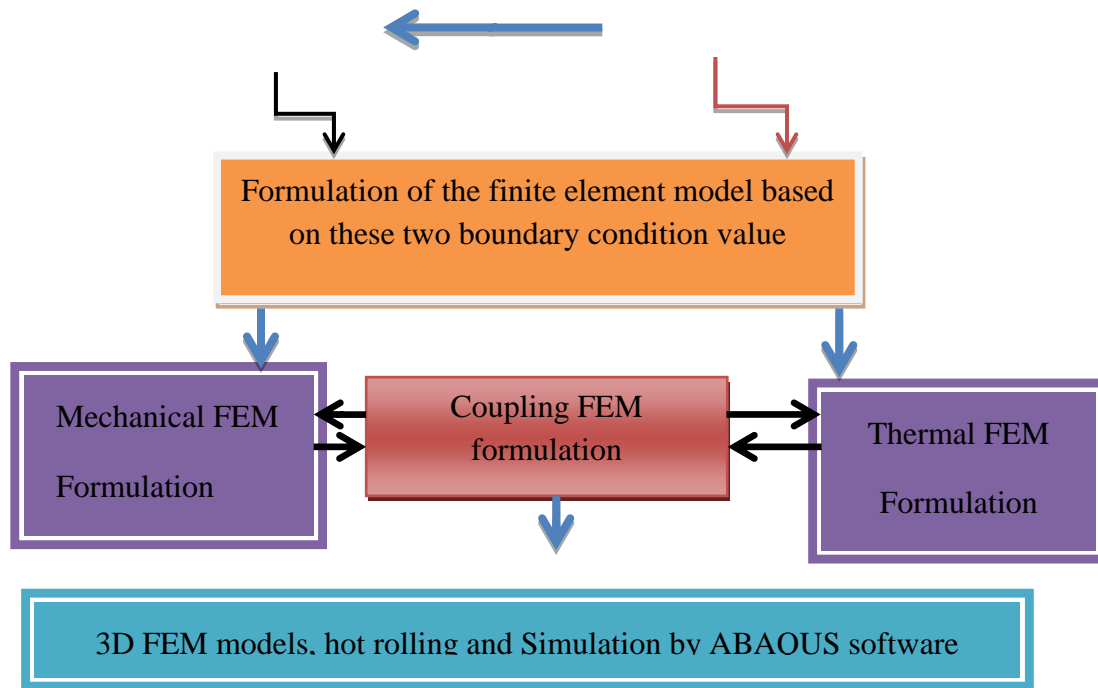 Formulation of the finite element model based
on these two boundary condition value
Mechanical FEM
Formulation
Coupling FEM
formulation
Thermal FEM
Formulation
3D FEM models, hot rolling and Simulation by ABAQUS software